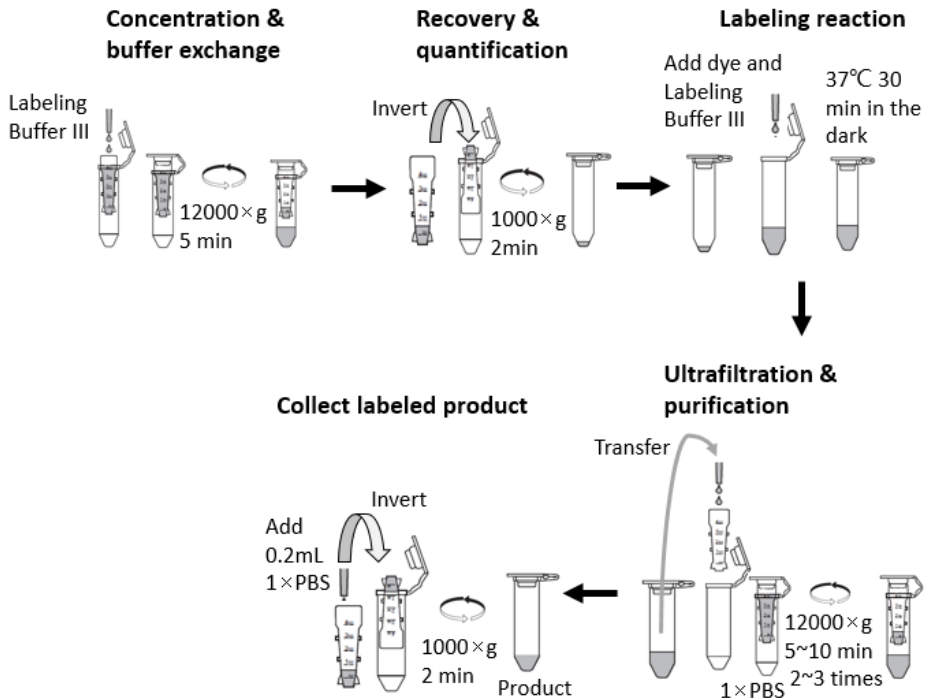 Concentration &
buffer exchange
Labeling
Buffer III
12000×g
5 min
Recovery &
quantification
Invert
1000×g
2min
Labeling reaction
Add dye and
Labeling
Buffer III
37℃ 30
min in the
dark
Ultrafiltration &
purification
Transfer
12000×g
5~10 min
2~3 times
1×PBS
Collect labeled product
Invert
Add
0.2mL
1×PBS
1000×g
2 min
Product